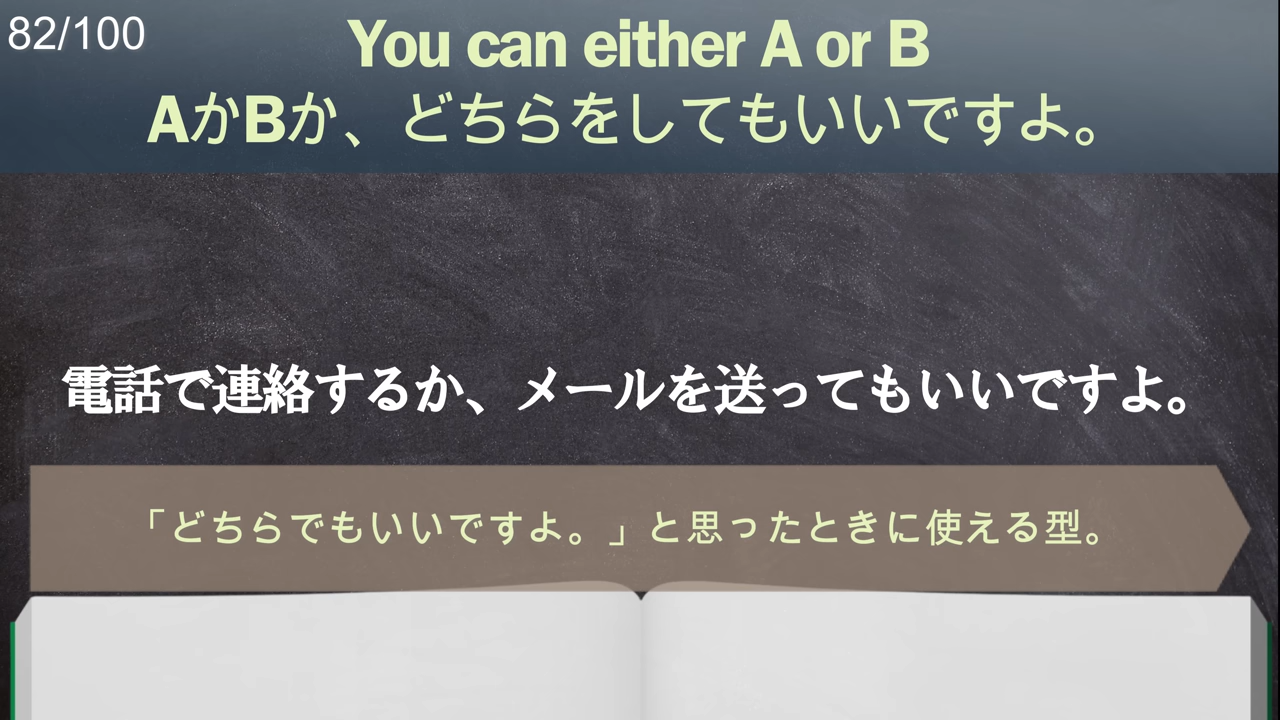 82/100
You can either A or B
AかBか、どちらをしてもいいですよ。
電話で連絡するか、メールを送ってもいいですよ。
「どちらでもいいですよ。」と思ったときに使える型。